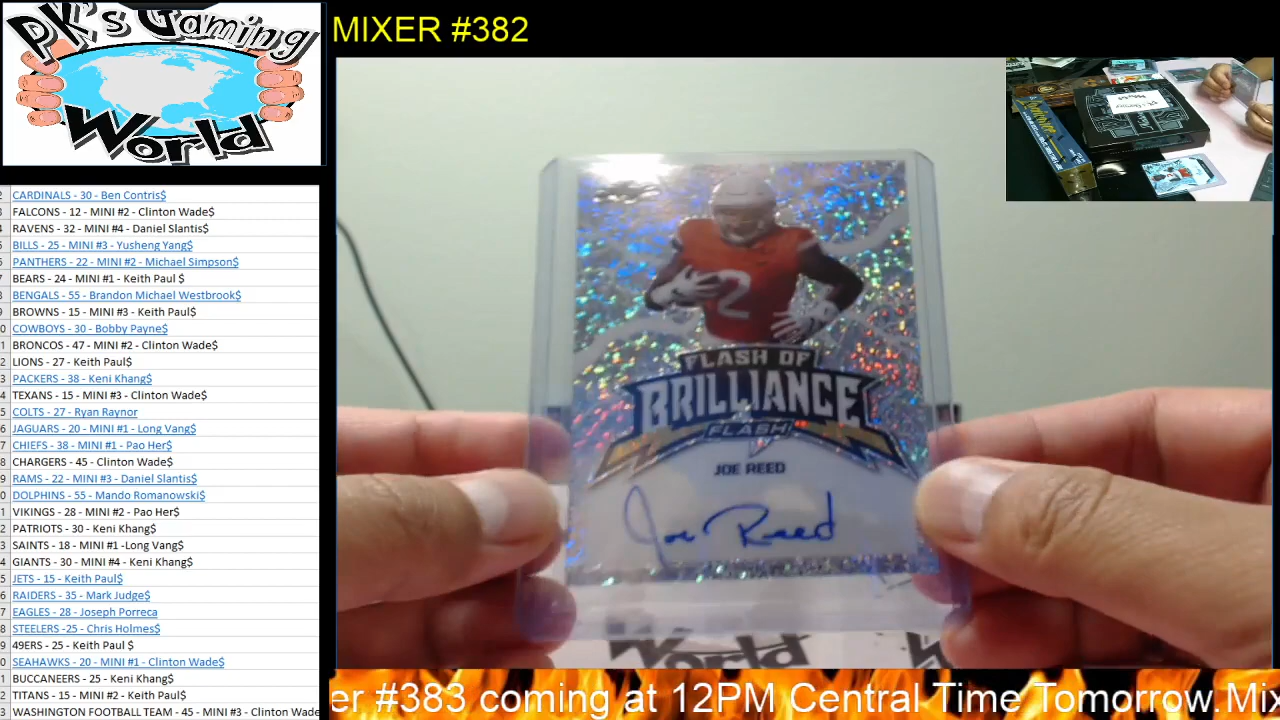 PK's Gaming
World
MIXER #382
CARDINALS - 30 - Ben Contris$
FALCONS - 12 - MINI #2 - Clinton Wade$
RAVENS - 32 - MINI #4 - Daniel Slantis$
BILLS - 25 - MINI #3 - Yusheng Yang$
PANTHERS - 22 - MINI #2 - Michael Simpson$
BEARS - 24 - MINI #1 - Keith Paul $
BENGALS - 55 - Brandon Michael Westbrook$
BROWNS - 15 - MINI #3 - Keith Paul$
COWBOYS - 30 - Bobby Payne$
BRONCOS - 47 - MINI #2 - Clinton Wade$
LIONS - 27 - Keith Paul$
PACKERS - 38 - Keni Khang$
TEXANS - 15 - MINI #3 - Clinton Wade$
COLTS - 27 - Ryan Raynor
JAGUARS - 20 - MINI #1 - Long Vang$
CHIEFS - 38 - MINI #1 - Pao Her$
CHARGERS - 45 - Clinton Wade$
RAMS - 22 - MINI #3 - Daniel Slantis$
DOLPHINS - 55 - Mando Romanowski$
VIKINGS - 28 - MINI #2 - Pao Her$
PATRIOTS - 30 - Keni Khang$
SAINTS - 18 - MINI #1 -Long Vang$
GIANTS - 30 - MINI #4 - Keni Khang$
JETS - 15 - Keith Paul$
RAIDERS - 35 - Mark Judge$
EAGLES - 28 - Joseph Porreca
STEELERS -25 - Chris Holmes$
49ERS - 25 - Keith Paul $
SEAHAWKS - 20 - MINI #1 - Clinton Wade$
BUCCANEERS - 25 - Keni Khang$
TITANS - 15 - MINI #2 - Keith Paul$
WASHINGTON FOOTBALL TEAM - 45 - MINI #3 - Clinton Wade
2
FLASH OF
BRILLIANCE
FLASH
JOE REED
Joe Reed
World
er #383 coming at 12PM Central Time Tomorrow.Mix